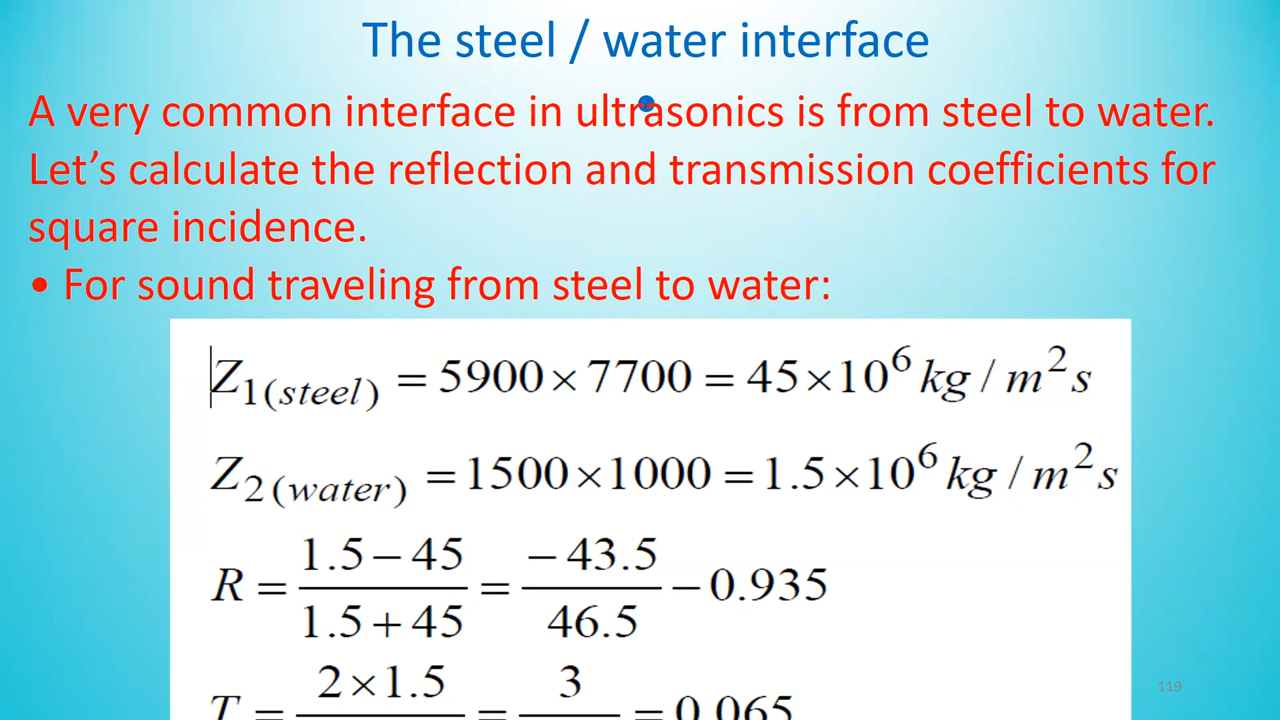 The steel / water interface
A very common interface in ultrasonics is from steel to water.
Let’s calculate the reflection and transmission coefficients for
square incidence.
• For sound traveling from steel to water:
Z₁₍steel₎ = 5900 × 7700 = 45 × 10⁶ kg / m² s
Z₂ ₍water₎ = 1500 × 1000 = 1.5 × 10⁶ kg / m² s
R = (1.5 − 45) / (1.5 + 45) = −43.5 / 46.5 − 0.935
T = 2 × 1.5 = 3 = 0.065
119